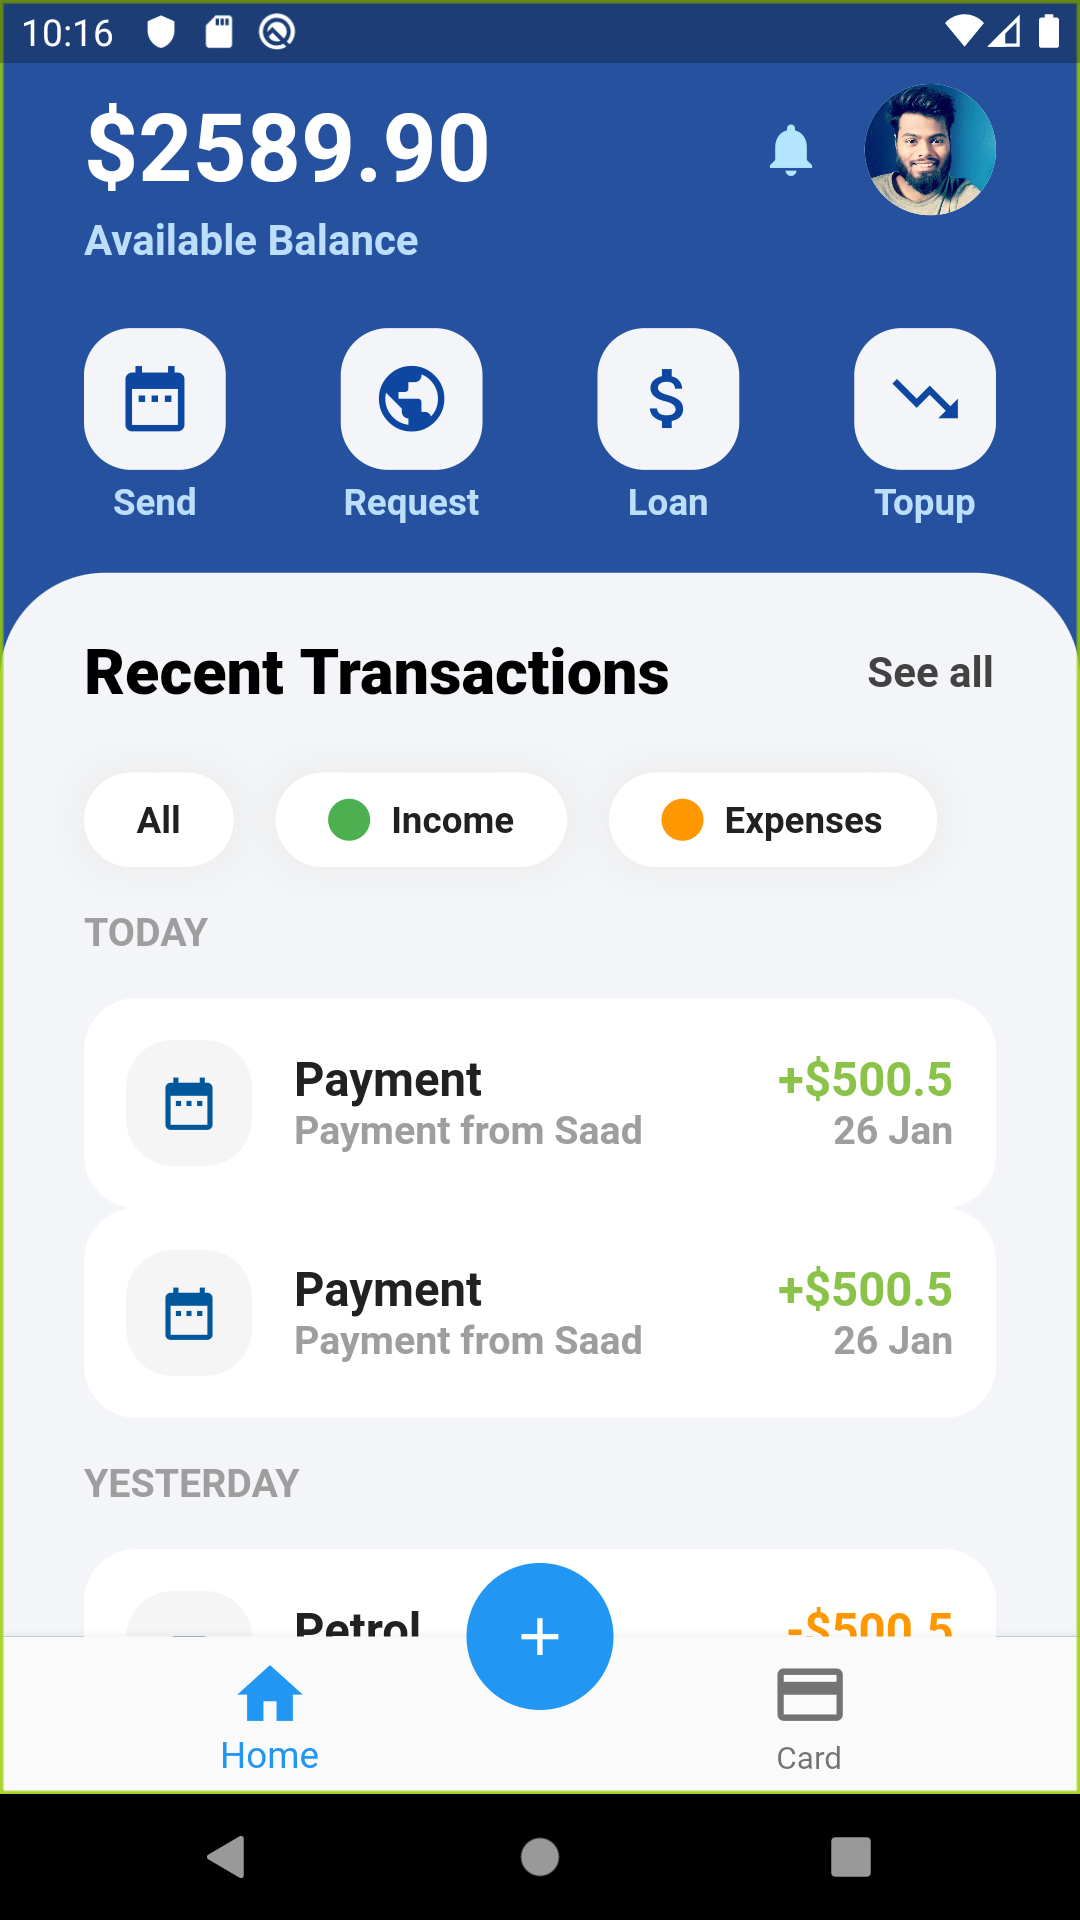 10:16
$2589.90
Available Balance
Send Request Loan Topup
Recent Transactions See all
All Income Expenses
TODAY
Payment +$500.5
Payment from Saad 26 Jan
Payment +$500.5
Payment from Saad 26 Jan
YESTERDAY
Petrol -$500.5
Home Card